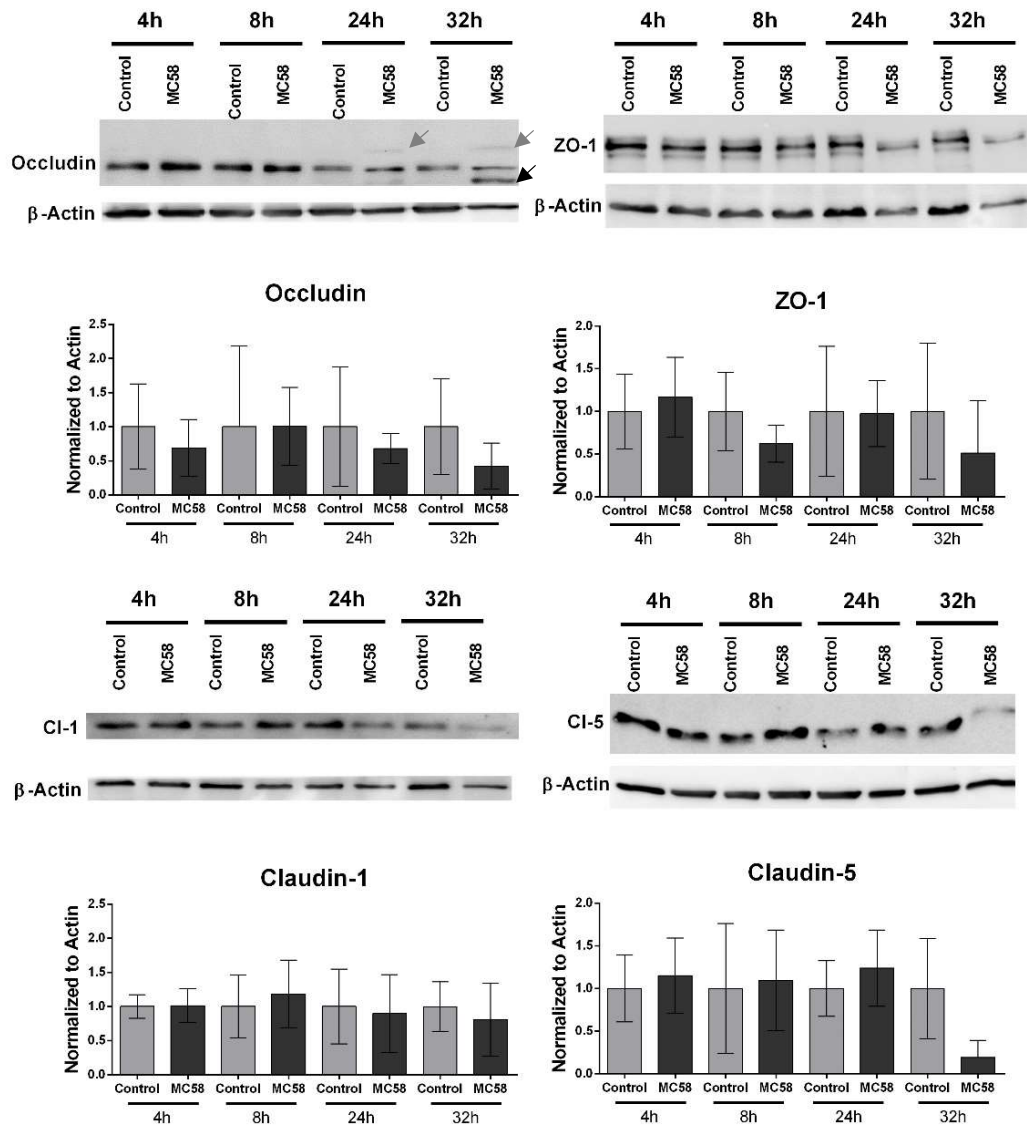 4h 8h 24h 32h
Control MC58 Control MC58 Control MC58 Control MC58
Occludin
β-Actin
4h 8h 24h 32h
Control MC58 Control MC58 Control MC58 Control MC58
ZO-1
β-Actin
Occludin
Normalized to Actin
2.5
2.0
1.5
1.0
0.5
0.0
Control MC58 Control MC58 Control MC58 Control MC58
4h 8h 24h 32h
ZO-1
Normalized to Actin
2.0
1.5
1.0
0.5
0.0
Control MC58 Control MC58 Control MC58 Control MC58
4h 8h 24h 32h
4h 8h 24h 32h
Control MC58 Control MC58 Control MC58 Control MC58
Cl-1
β-Actin
4h 8h 24h 32h
Control MC58 Control MC58 Control MC58 Control MC58
Cl-5
β-Actin
Claudin-1
Normalized to Actin
2.5
2.0
1.5
1.0
0.5
0.0
Control MC58 Control MC58 Control MC58 Control MC58
4h 8h 24h 32h
Claudin-5
Normalized to Actin
2.0
1.5
1.0
0.5
0.0
Control MC58 Control MC58 Control MC58 Control MC58
4h 8h 24h 32h